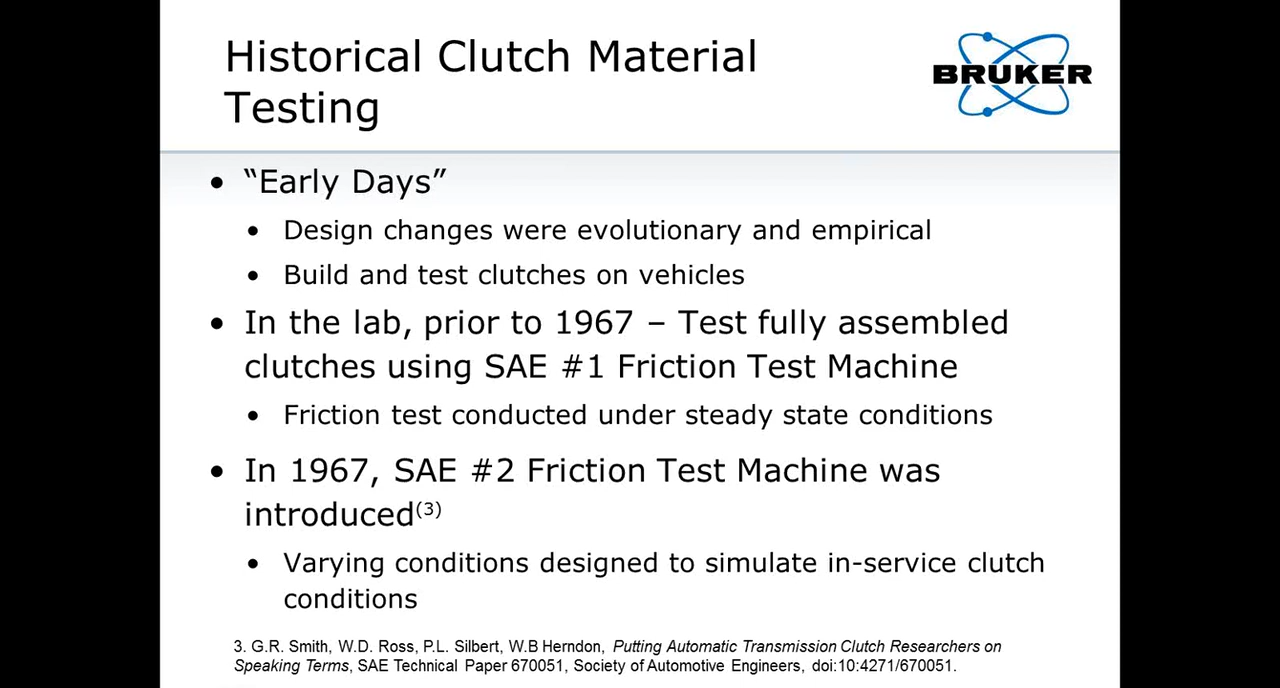 Historical Clutch Material
Testing
BRUKER
• “Early Days”
• Design changes were evolutionary and empirical
• Build and test clutches on vehicles
• In the lab, prior to 1967 – Test fully assembled
clutches using SAE #1 Friction Test Machine
• Friction test conducted under steady state conditions
• In 1967, SAE #2 Friction Test Machine was
introduced(3)
• Varying conditions designed to simulate in-service clutch
conditions
3. G.R. Smith, W.D. Ross, P.L. Silbert, W.B Herndon, Putting Automatic Transmission Clutch Researchers on
Speaking Terms, SAE Technical Paper 670051, Society of Automotive Engineers, doi:10:4271/670051.